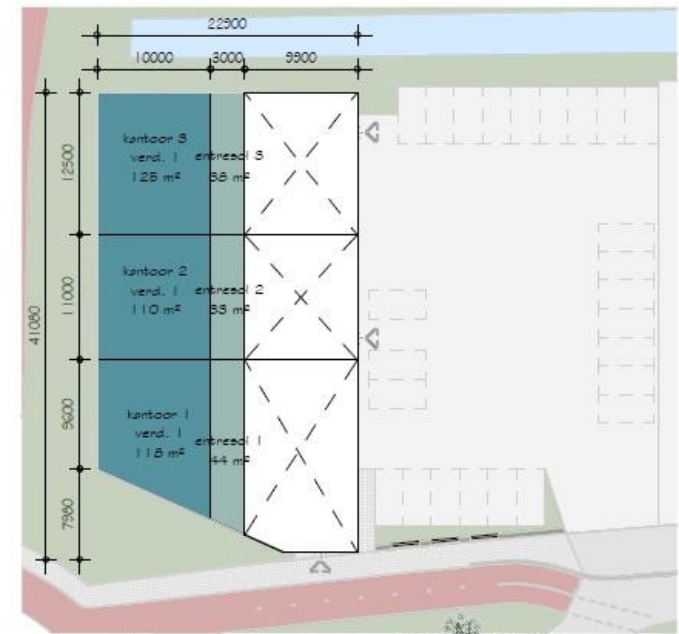 22900
10000
3000
9900
12500
11000
9600
7980
41080
kantoor 3
verd. 1
125 m²
entresol 3
38 m²
kantoor 2
verd. 1
110 m²
entresol 2
33 m²
kantoor 1
verd. 1
118 m²
entresol 1
44 m²